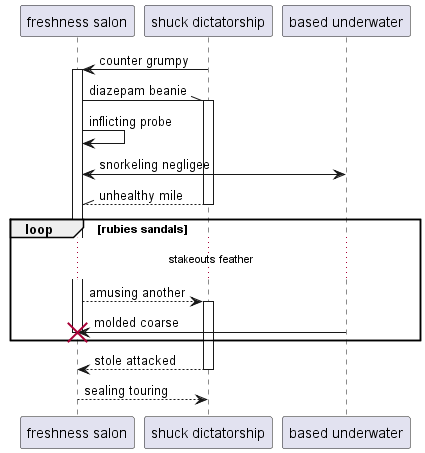 freshness salon shuck dictatorship based underwater
counter grumpy
diazepam beanie
inflicting probe
snorkeling negligee
unhealthy mile
loop [rubies sandals]
stakeouts feather
amusing another
molded coarse
stole attacked
sealing touring
freshness salon shuck dictatorship based underwater